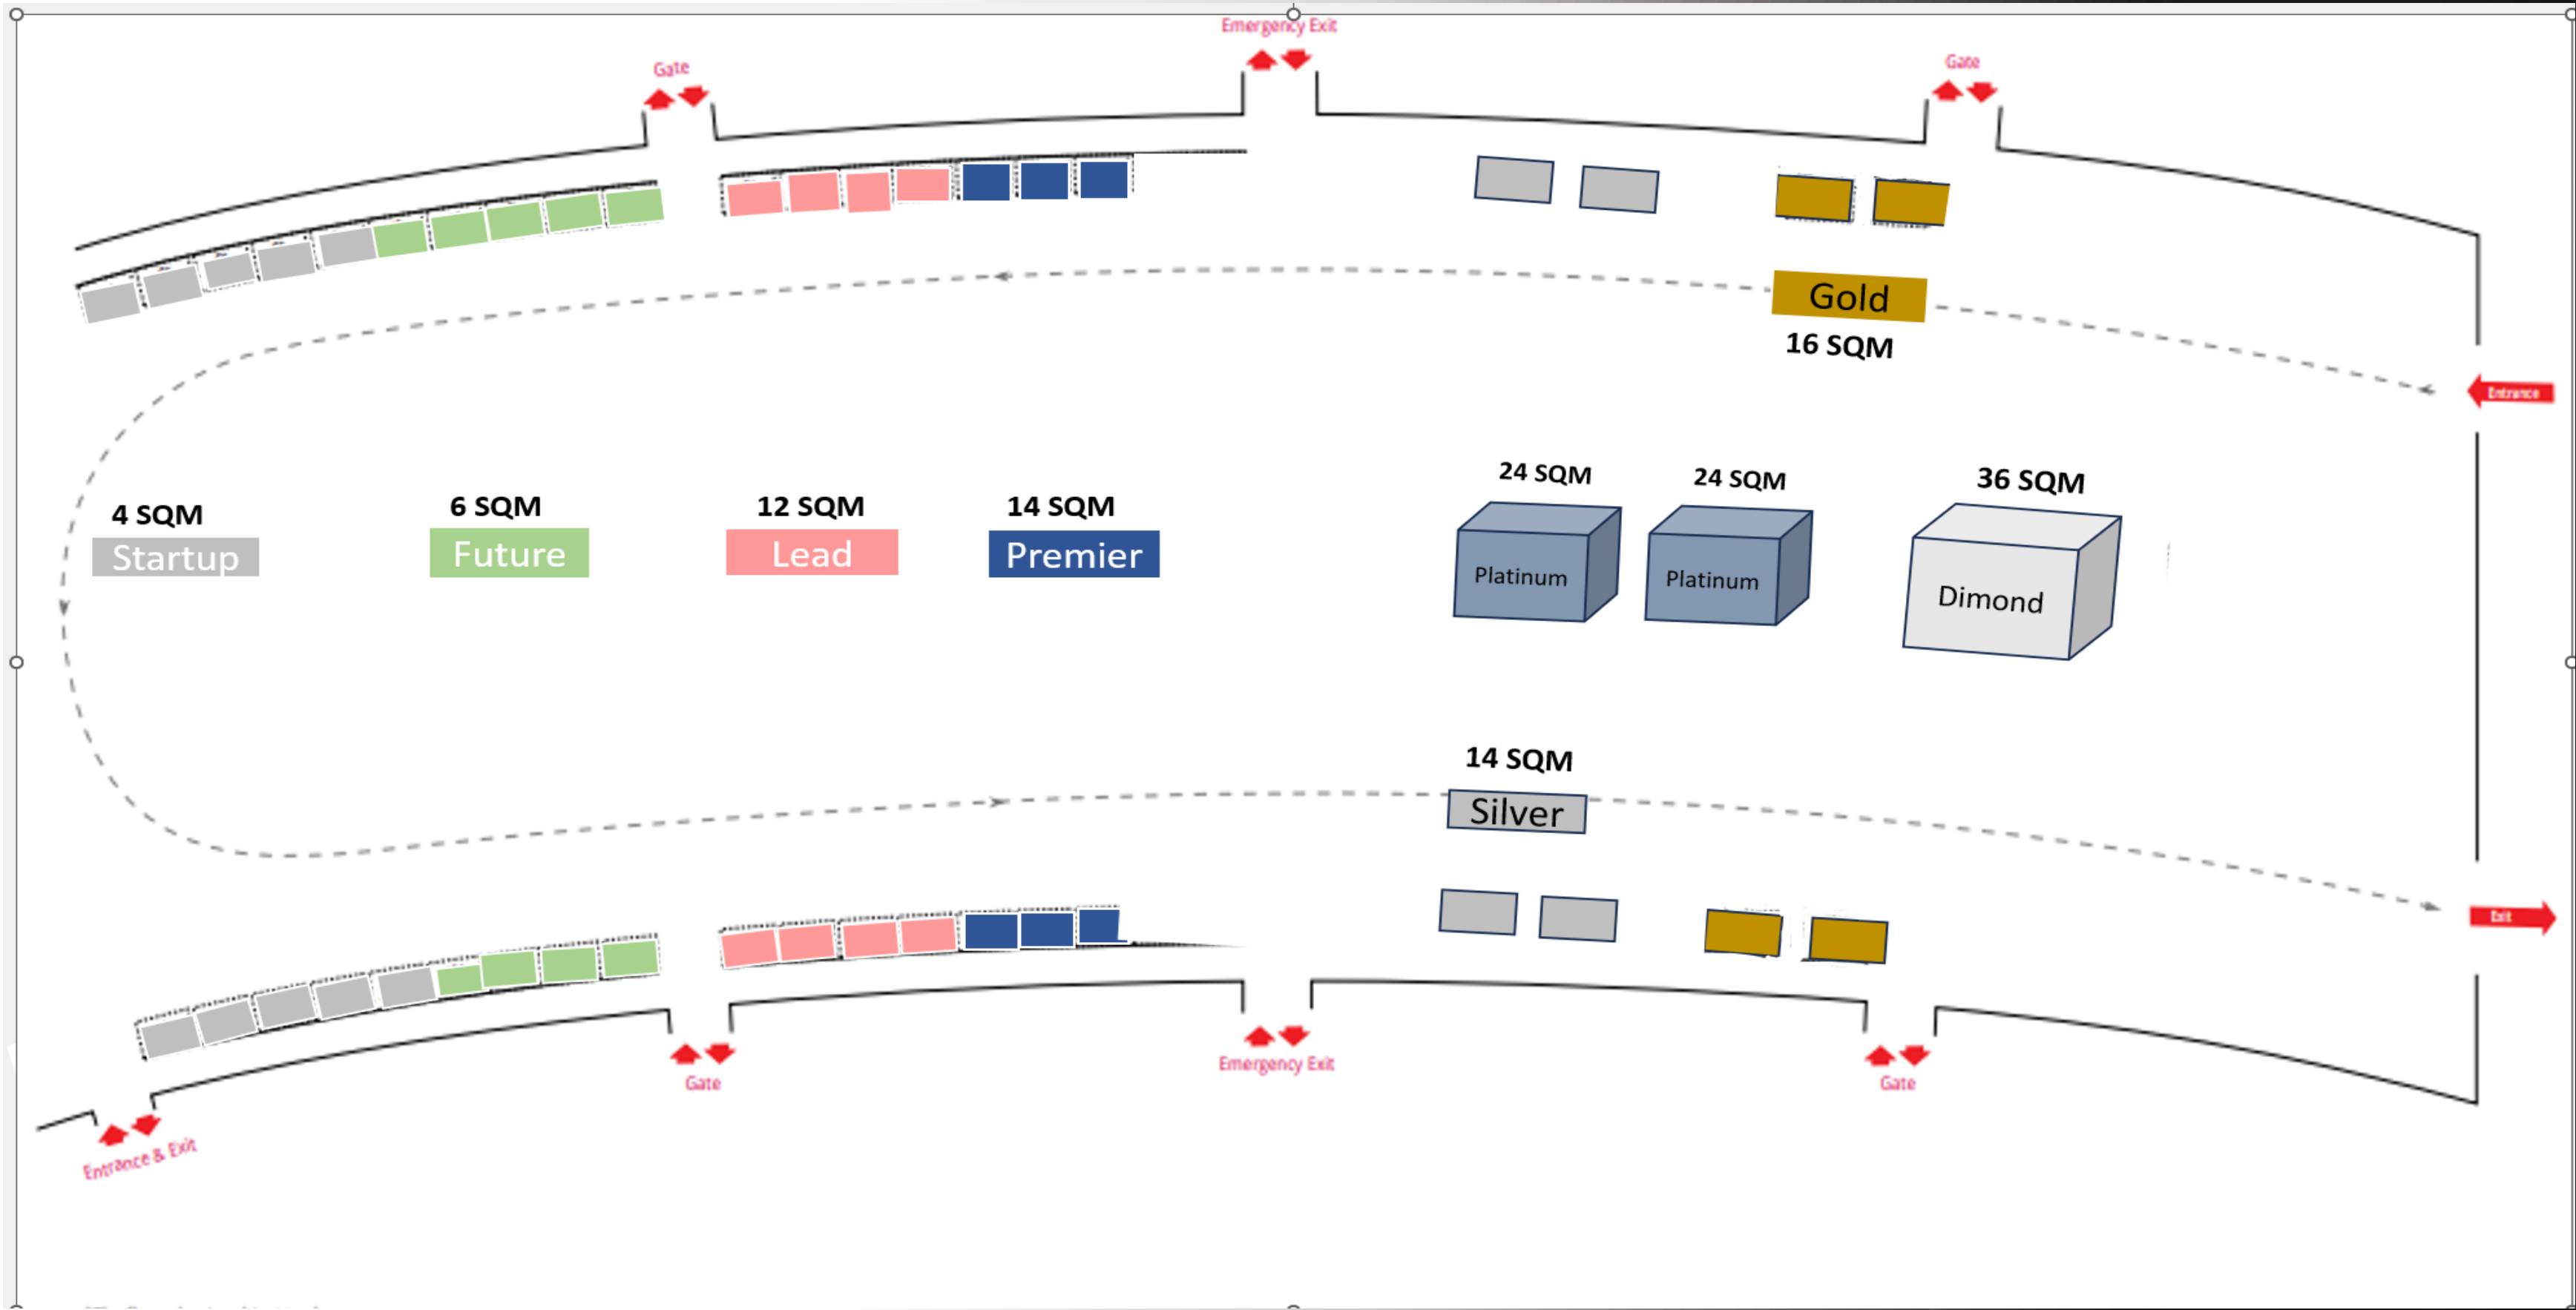 Emergency Exit
Gate
Gate
Gold
16 SQM
Entrance
24 SQM
24 SQM
36 SQM
4 SQM
6 SQM
12 SQM
14 SQM
Startup
Future
Lead
Premier
Platinum
Platinum
Dimond
14 SQM
Silver
Exit
Emergency Exit
Gate
Gate
Entrance & Exit